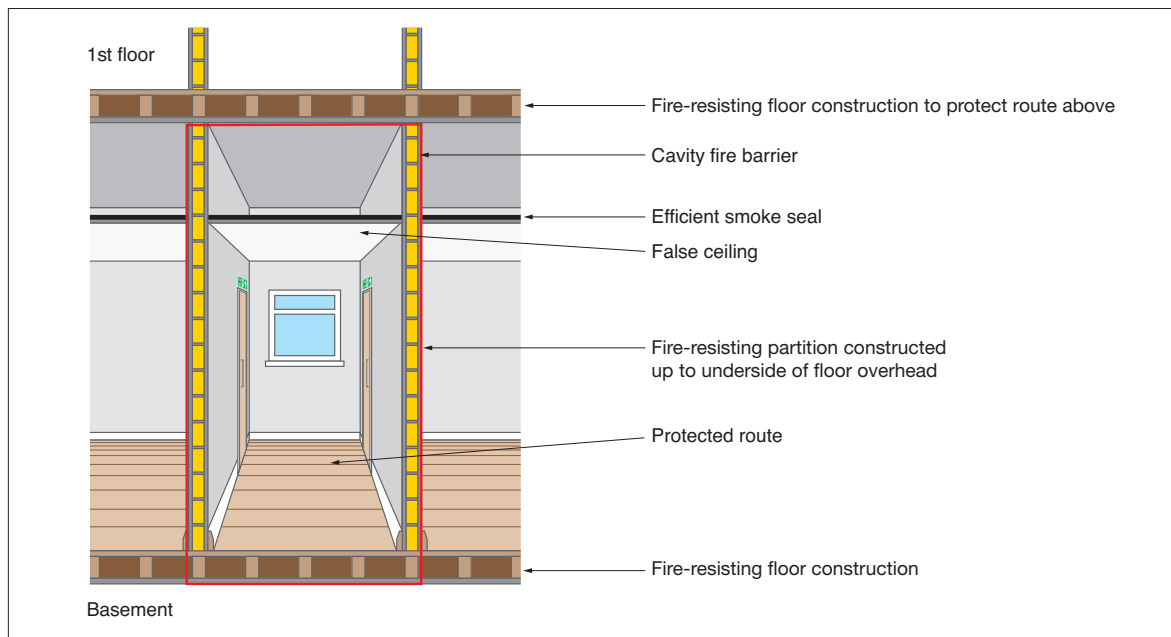 1st floor
Fire-resisting floor construction to protect route above
Cavity fire barrier
Efficient smoke seal
False ceiling
Fire-resisting partition constructed
up to underside of floor overhead
Protected route
Fire-resisting floor construction
Basement